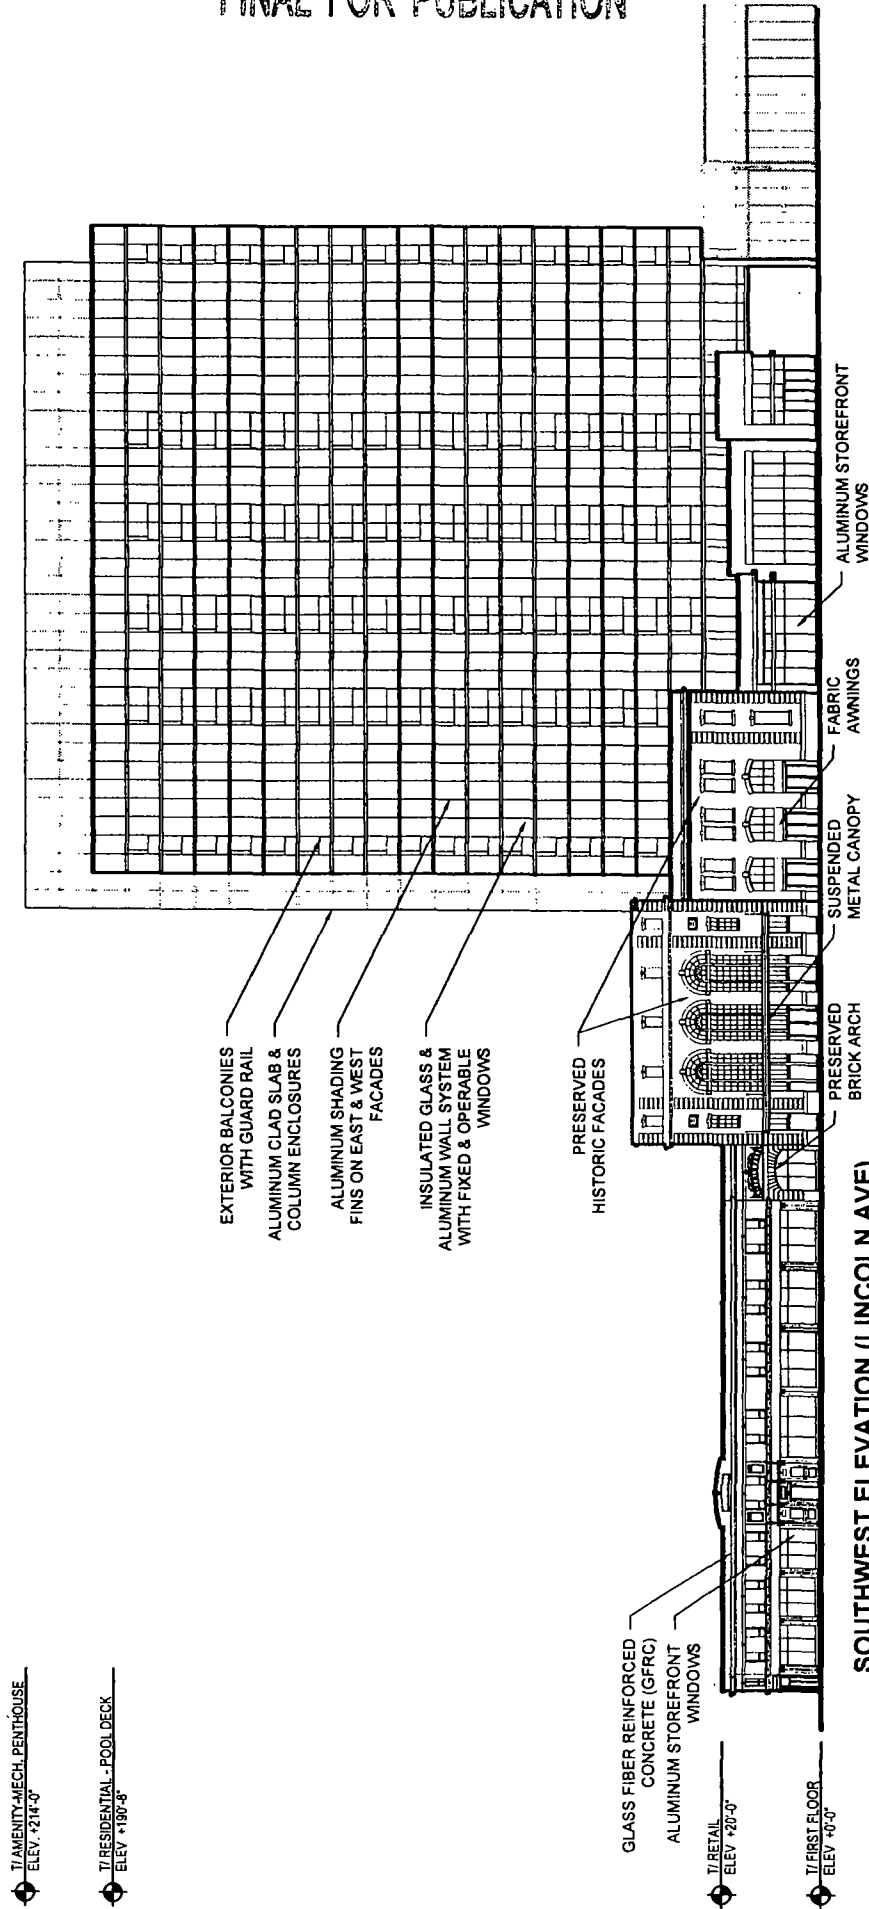 FINAL FOR PUBLICATION
T/ AMENITY-MECH. PENTHOUSE
ELEV. +214'-0"
T/ RESIDENTIAL - POOL DECK
ELEV +190'-8"
EXTERIOR BALCONIES
WITH GUARD RAIL
ALUMINUM CLAD SLAB &
COLUMN ENCLOSURES
ALUMINUM SHADING
FINS ON EAST & WEST
FACADES
INSULATED GLASS &
ALUMINUM WALL SYSTEM
WITH FIXED & OPERABLE
WINDOWS
PRESERVED
HISTORIC FACADES
GLASS FIBER REINFORCED
CONCRETE (GFRC)
ALUMINUM STOREFRONT
WINDOWS
T/ RETAIL
ELEV +20'-0"
T/ FIRST FLOOR
ELEV +0'-0"
PRESERVED
BRICK ARCH
SUSPENDED
METAL CANOPY
FABRIC
AWNINGS
ALUMINUM STOREFRONT
WINDOWS
SOUTHWEST ELEVATION (LINCOLN AVE)